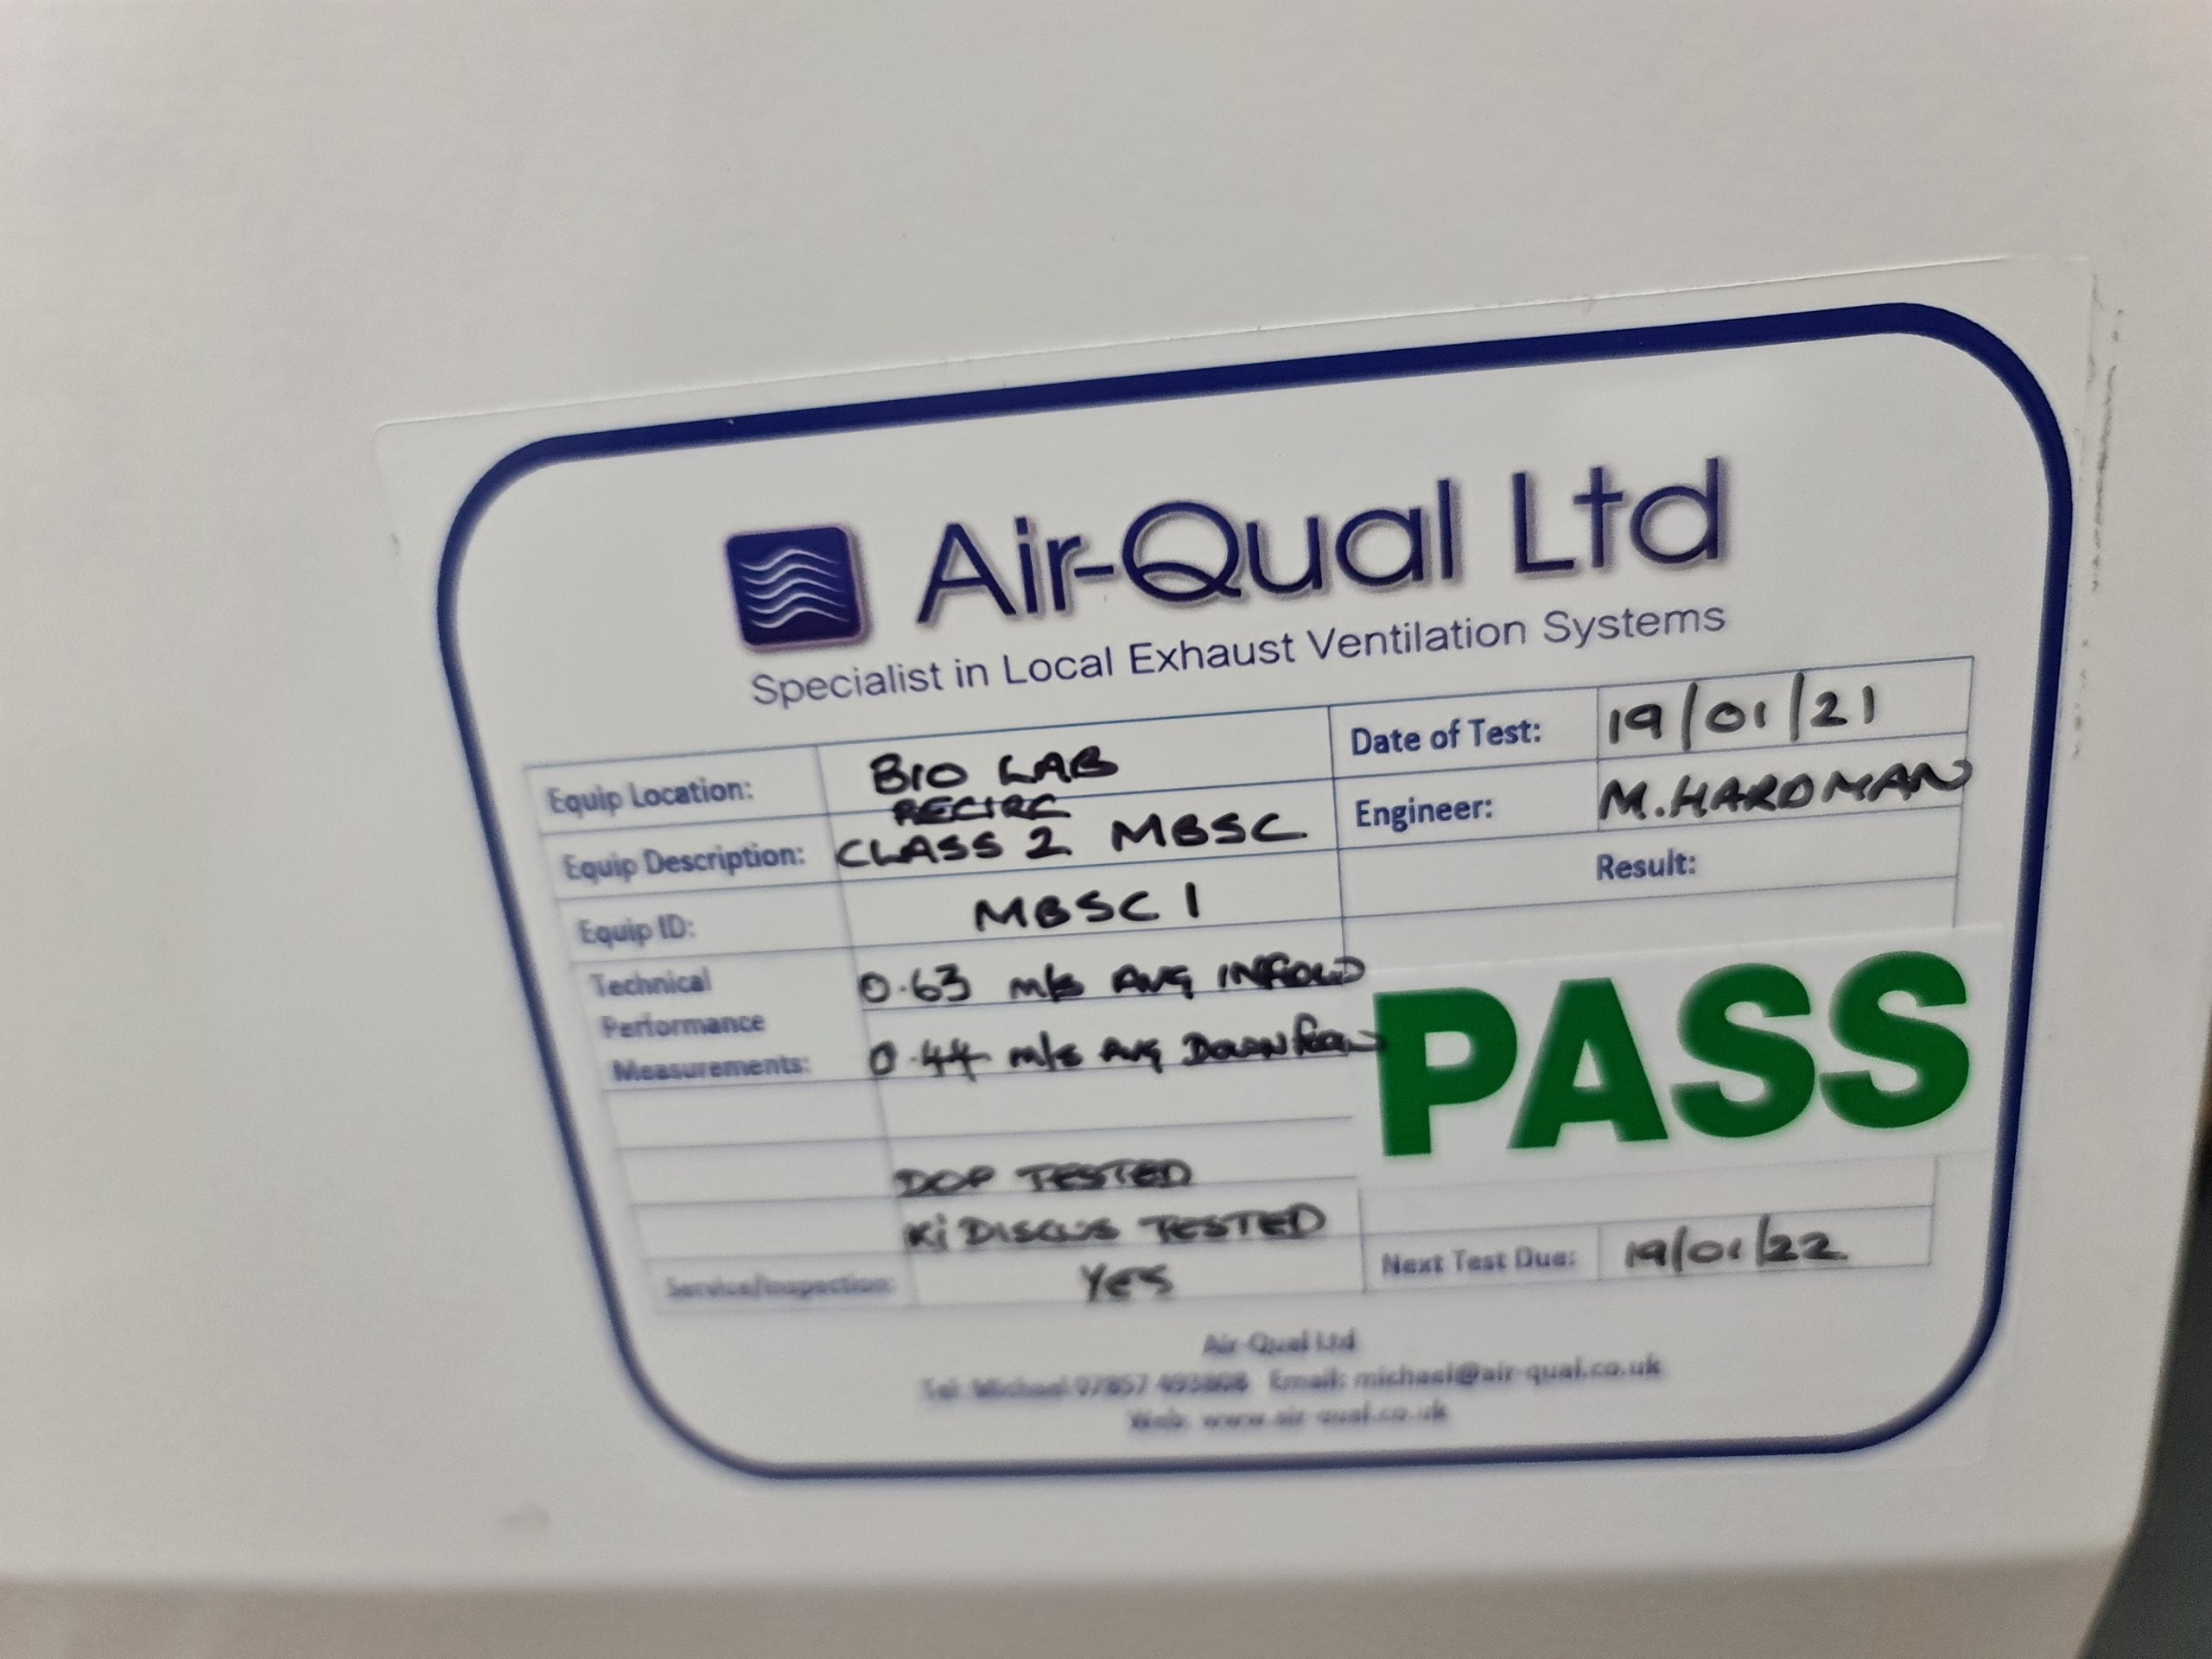 Air-Qual Ltd
Specialist in Local Exhaust Ventilation Systems
Equip Location: BIO LAB
Date of Test: 19/01/21
Equip Description: RECIRC
CLASS 2 MBSC
Engineer: M.HARDMAN
Equip ID: MBSC 1
Result:
PASS
Technical
Performance
Measurements:
0.63 m/s AVG INFLOW
0.44 m/s AVG DOWNFLOW
DOP TESTED
Ki DISCUS TESTED
Service/Inspection: YES
Next Test Due: 19/01/22
Air-Qual Ltd
Tel: Michael Email: michael@air-qual.co.uk
Web: www.air-qual.co.uk